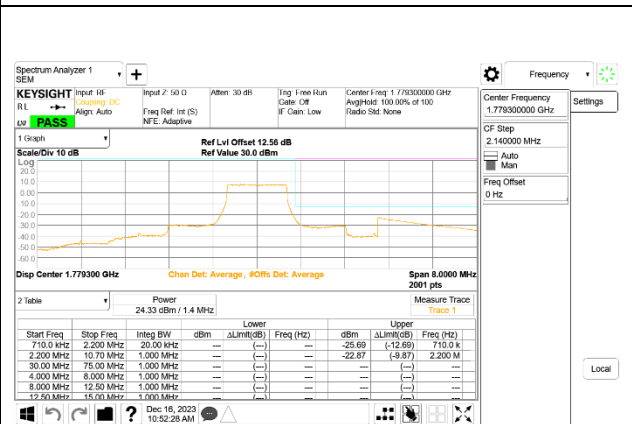 Spectrum Analyzer 1
SEM
Frequency
KEYSIGHT
RL
Input: RF
Coupling: DC
Align: Auto
Input Z: 50 Ω
Freq Ref: Int (S)
NFE: Adaptive
Atten: 30 dB
Trig: Free Run
Gate: Off
IF Gain: Low
Center Freq: 1.779300000 GHz
Avg|Hold: 100.00% of 100
Radio Std: None
PASS
Center Frequency
1.779300000 GHz
Settings
CF Step
2.140000 MHz
Auto
Man
Freq Offset
0 Hz
1 Graph
Scale/Div 10 dB
Ref Lvl Offset 12.56 dB
Ref Value 30.0 dBm
Log
20.0
10.0
0.00
-10.0
-20.0
-30.0
-40.0
-50.0
-60.0
Disp Center 1.779300 GHz
Chan Det: Average, #Offs Det: Average
Span 8.0000 MHz
2001 pts
2 Table
Power
24.33 dBm / 1.4 MHz
Measure Trace
Trace 1
Lower Upper
Start Freq Stop Freq Integ BW dBm ΔLimit(dB) Freq (Hz) dBm ΔLimit(dB) Freq (Hz)
710.0 kHz 2.200 MHz 20.00 kHz --- (---) --- -25.69 (-12.69) 710.0 k
2.200 MHz 10.70 MHz 1.000 MHz --- (---) --- -22.87 (-9.87) 2.200 M
30.00 MHz 75.00 MHz 1.000 MHz --- (---) --- --- (---) ---
4.000 MHz 8.000 MHz 1.000 MHz --- (---) --- --- (---) ---
8.000 MHz 12.50 MHz 1.000 MHz --- (---) --- --- (---) ---
12.50 MHz 15.00 MHz 1.000 MHz --- (---) --- --- (---) ---
Local
?
Dec 16, 2023
10:52:28 AM